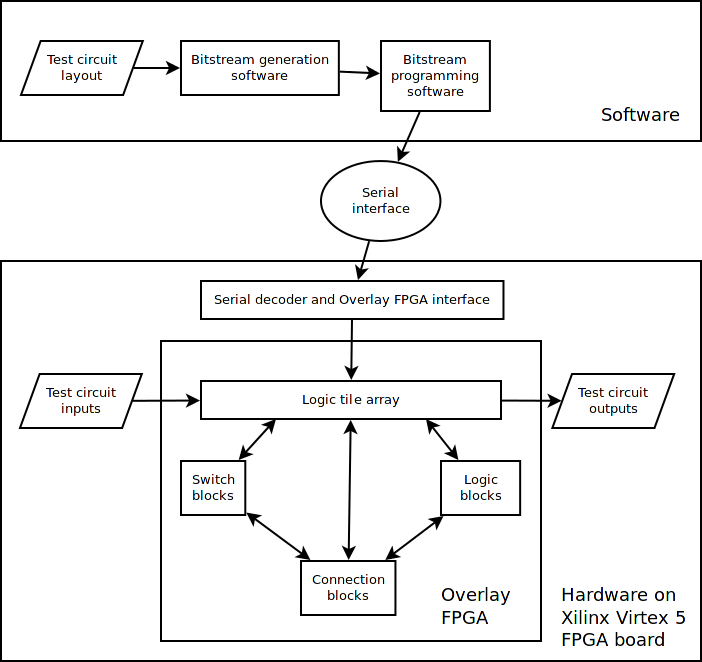 Test circuit
layout
Bitstream generation
software
Bitstream
programming
software
Software
Serial
interface
Serial decoder and Overlay FPGA interface
Test circuit
inputs
Logic tile array
Test circuit
outputs
Switch
blocks
Logic
blocks
Connection
blocks
Overlay
FPGA
Hardware on
Xilinx Virtex 5
FPGA board